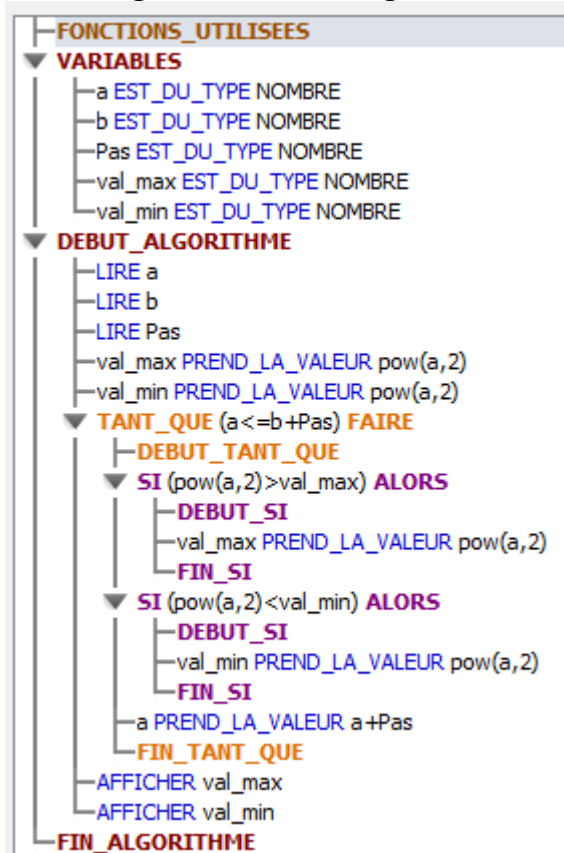 FONCTIONS_UTILISEES
VARIABLES
a EST_DU_TYPE NOMBRE
b EST_DU_TYPE NOMBRE
Pas EST_DU_TYPE NOMBRE
val_max EST_DU_TYPE NOMBRE
val_min EST_DU_TYPE NOMBRE
DEBUT_ALGORITHME
LIRE a
LIRE b
LIRE Pas
val_max PREND_LA_VALEUR pow(a,2)
val_min PREND_LA_VALEUR pow(a,2)
TANT_QUE (a<=b+Pas) FAIRE
DEBUT_TANT_QUE
SI (pow(a,2)>val_max) ALORS
DEBUT_SI
val_max PREND_LA_VALEUR pow(a,2)
FIN_SI
SI (pow(a,2)<val_min) ALORS
DEBUT_SI
val_min PREND_LA_VALEUR pow(a,2)
FIN_SI
a PREND_LA_VALEUR a+Pas
FIN_TANT_QUE
AFFICHER val_max
AFFICHER val_min
FIN_ALGORITHME